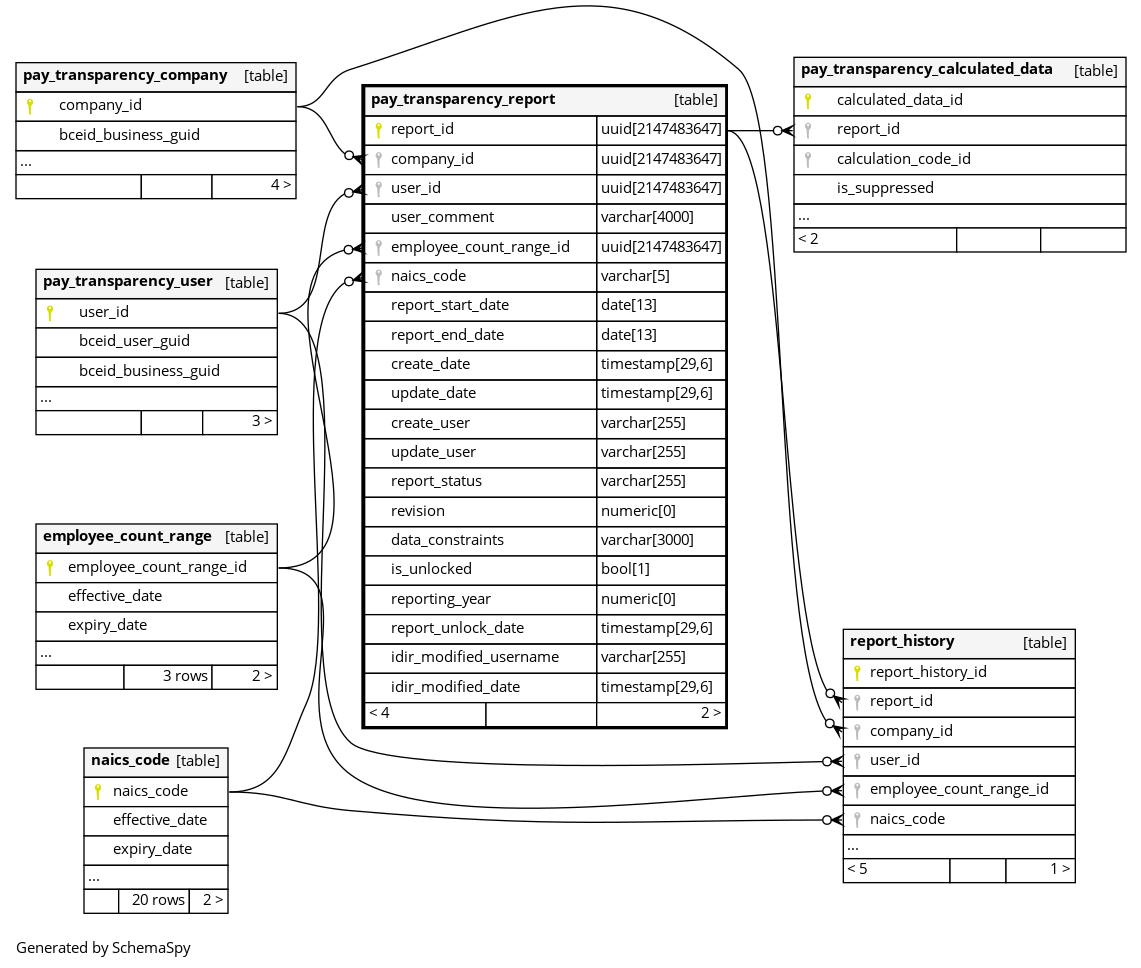 pay_transparency_company [table]
company_id
bceid_business_guid
...
4 >
pay_transparency_user [table]
user_id
bceid_user_guid
bceid_business_guid
...
3 >
employee_count_range [table]
employee_count_range_id
effective_date
expiry_date
...
3 rows 2 >
naics_code [table]
naics_code
effective_date
expiry_date
...
20 rows 2 >
pay_transparency_report [table]
report_id uuid[2147483647]
company_id uuid[2147483647]
user_id uuid[2147483647]
user_comment varchar[4000]
employee_count_range_id uuid[2147483647]
naics_code varchar[5]
report_start_date date[13]
report_end_date date[13]
create_date timestamp[29,6]
update_date timestamp[29,6]
create_user varchar[255]
update_user varchar[255]
report_status varchar[255]
revision numeric[0]
data_constraints varchar[3000]
is_unlocked bool[1]
reporting_year numeric[0]
report_unlock_date timestamp[29,6]
idir_modified_username varchar[255]
idir_modified_date timestamp[29,6]
< 4 2 >
pay_transparency_calculated_data [table]
calculated_data_id
report_id
calculation_code_id
is_suppressed
...
< 2
report_history [table]
report_history_id
report_id
company_id
user_id
employee_count_range_id
naics_code
...
< 5 1 >
Generated by SchemaSpy